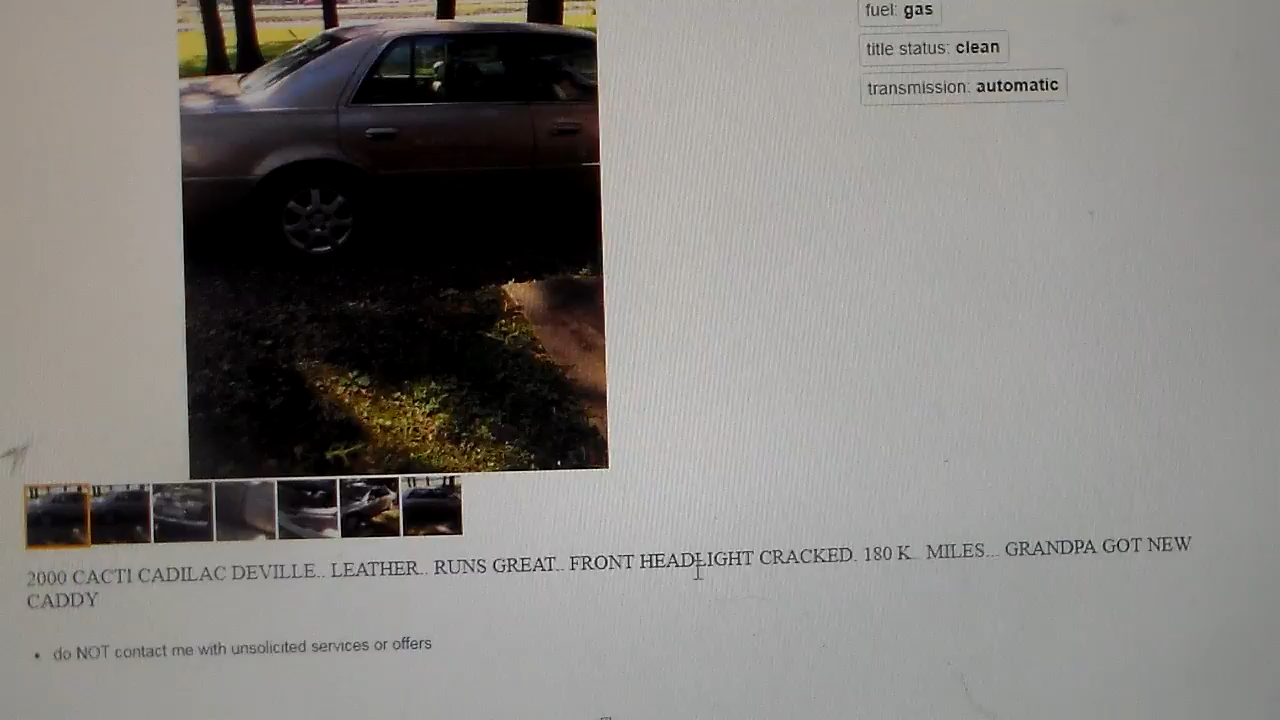 fuel: gas
title status: clean
transmission: automatic
2000 CACTI CADILAC DEVILLE.. LEATHER.. RUNS GREAT.. FRONT HEADLIGHT CRACKED. 180 K.. MILES... GRANDPA GOT NEW
CADDY
• do NOT contact me with unsolicited services or offers